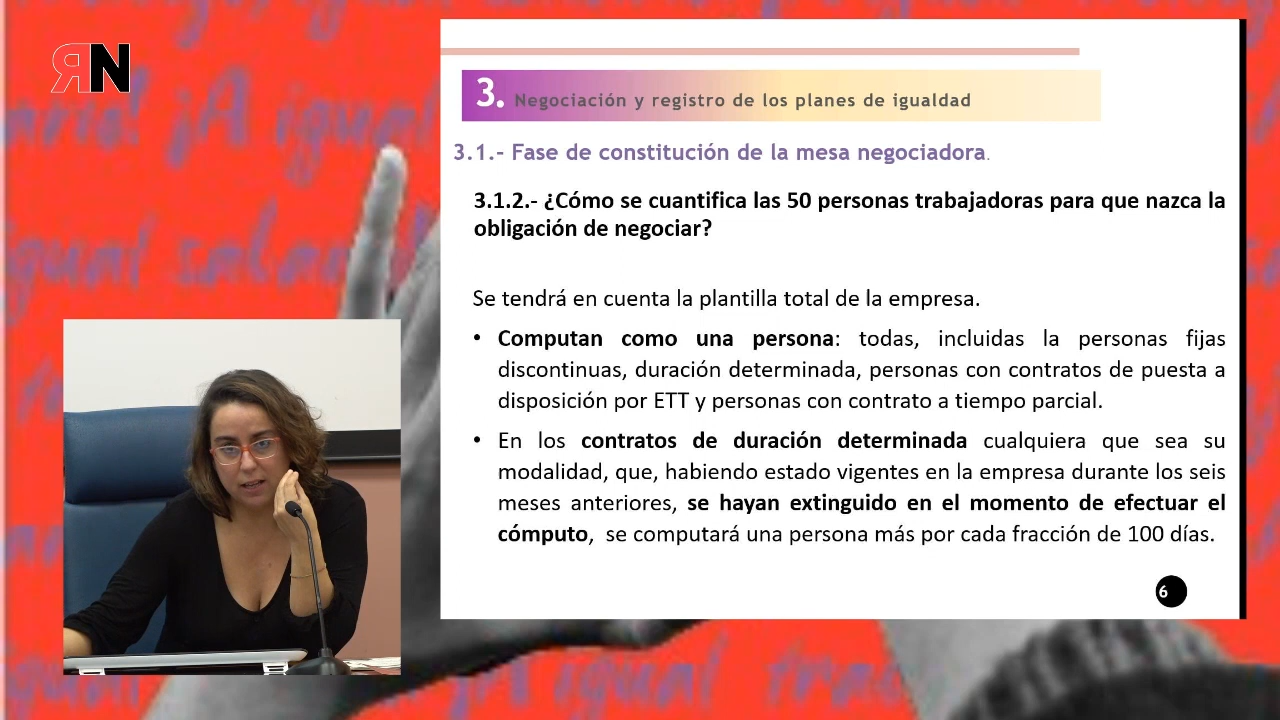 ЯN
3. Negociación y registro de los planes de igualdad
3.1.- Fase de constitución de la mesa negociadora.
3.1.2.- ¿Cómo se cuantifica las 50 personas trabajadoras para que nazca la
obligación de negociar?
Se tendrá en cuenta la plantilla total de la empresa.
• Computan como una persona: todas, incluidas la personas fijas
discontinuas, duración determinada, personas con contratos de puesta a
disposición por ETT y personas con contrato a tiempo parcial.
• En los contratos de duración determinada cualquiera que sea su
modalidad, que, habiendo estado vigentes en la empresa durante los seis
meses anteriores, se hayan extinguido en el momento de efectuar el
cómputo, se computará una persona más por cada fracción de 100 días.
6
¡A igual
¡A igual